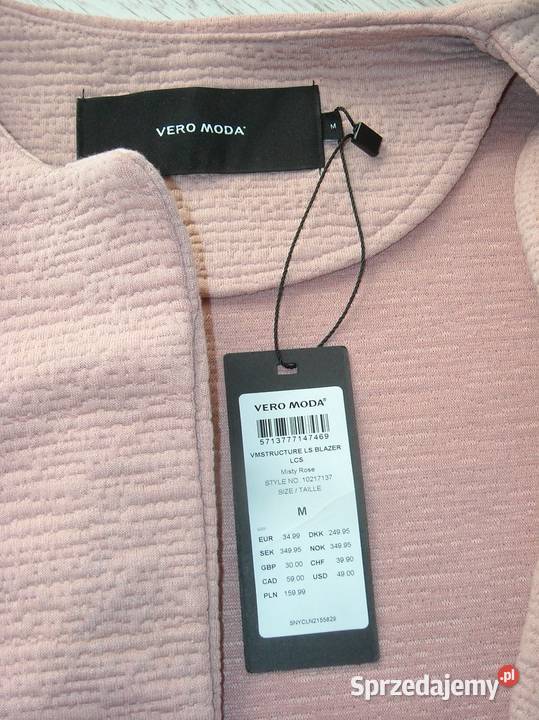 VERO MODA®
M
VERO MODA®
5713777147469
VMSTRUCTURE LS BLAZER
LCS
Misty Rose
STYLE NO. 10217137
SIZE / TAILLE
M
EUR 34.99 DKK 249.95
SEK 349.95 NOK 349.95
GBP 30.00 CHF 39.90
CAD 59.00 USD 49.00
PLN 159.99
SNYCLN2155829
Sprzedajemy.pl